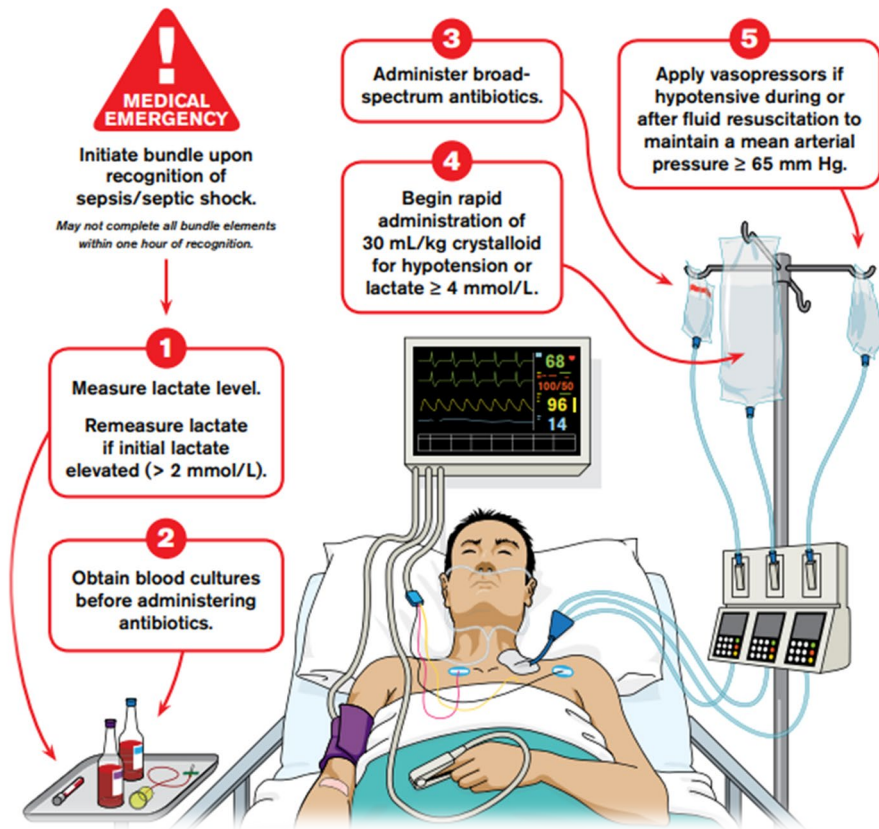 !
MEDICAL
EMERGENCY
Initiate bundle upon
recognition of
sepsis/septic shock.
May not complete all bundle elements
within one hour of recognition.
1
Measure lactate level.
Remeasure lactate
if initial lactate
elevated (> 2 mmol/L).
2
Obtain blood cultures
before administering
antibiotics.
3
Administer broad-
spectrum antibiotics.
4
Begin rapid
administration of
30 mL/kg crystalloid
for hypotension or
lactate ≥ 4 mmol/L.
5
Apply vasopressors if
hypotensive during or
after fluid resuscitation to
maintain a mean arterial
pressure ≥ 65 mm Hg.
68
100/50
96
14